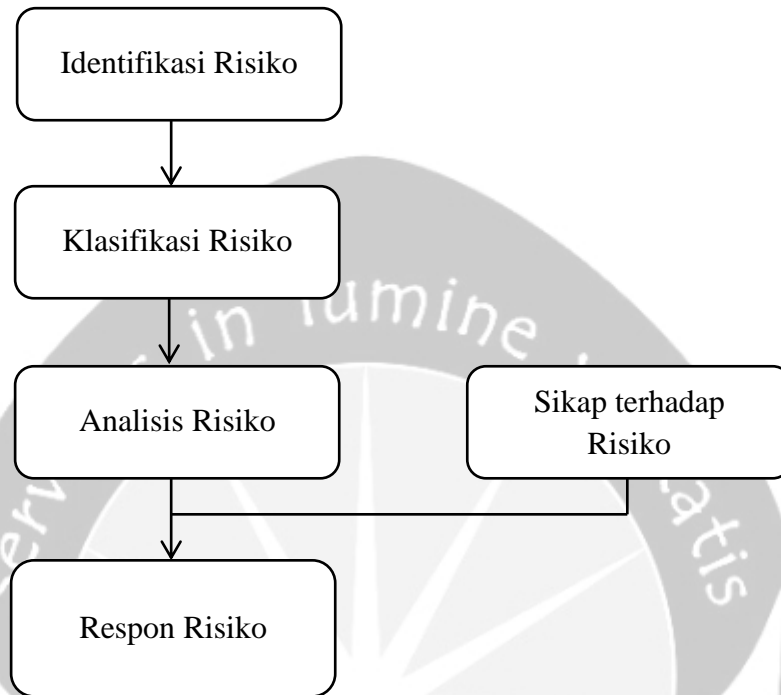 Identifikasi Risiko
Klasifikasi Risiko
in lumine
Analisis Risiko
Sikap terhadap
Risiko
Respon Risiko